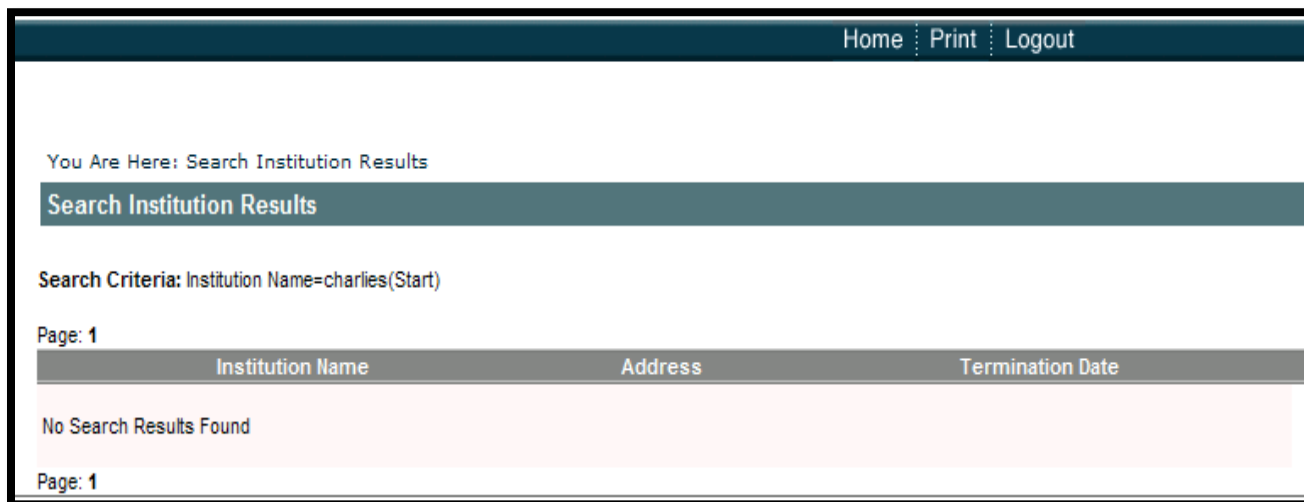 Home Print Logout
You Are Here: Search Institution Results
Search Institution Results
Search Criteria: Institution Name=charlies(Start)
Page: 1
Institution Name Address Termination Date
No Search Results Found
Page: 1